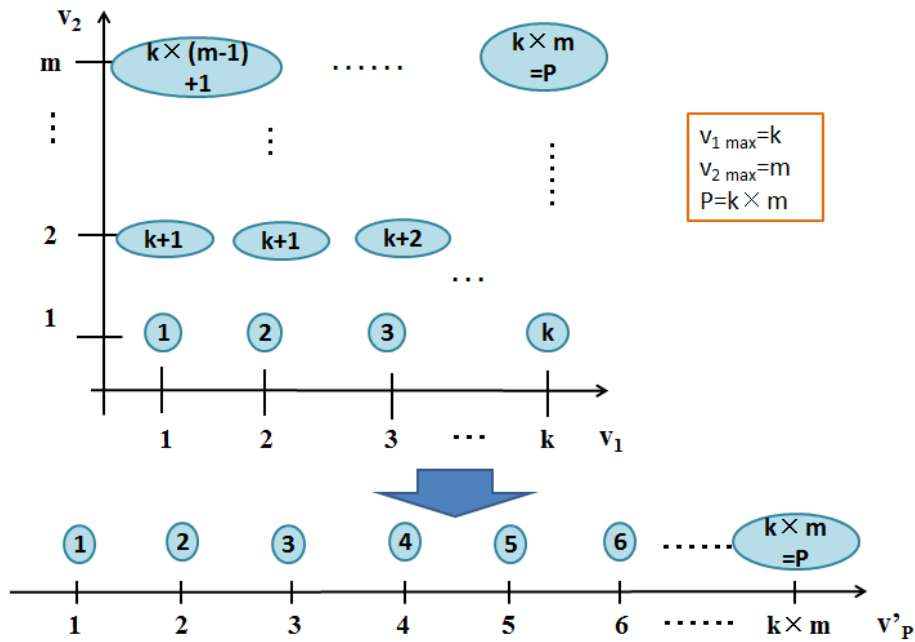 v₂
m
k × (m-1)
+1
......
k × m
=P
v₁ max=k
v₂ max=m
P=k × m
2
k+1
k+1
k+2
...
1
1
2
3
k
1
2
3
...
k
v₁
1
2
3
4
5
6
......
k × m
=P
1
2
3
4
5
6
......
k × m
v'P